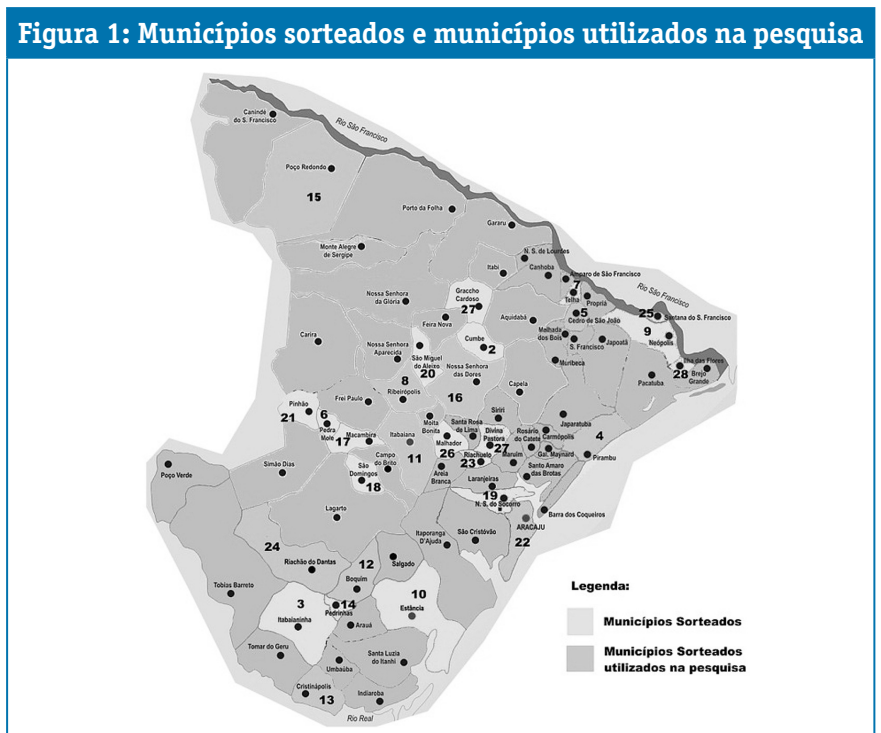 Figura 1: Municípios sorteados e municípios utilizados na pesquisa
Canindé
do S. Francisco
Rio São Francisco
Poço Redondo
15
Porto da Folha
Gararu
Monte Alegre
de Sergipe
N. S. de Lourdes
Itabi
Canhoba
Amparo de São Francisco
7
Telha
Propriá
Rio São Francisco
Nossa Senhora
da Glória
Graccho
Cardoso
27
Feira Nova
Aquidabã
5
Cedro de São João
25
Santana do S. Francisco
9
Neópolis
Carira
Nossa Senhora
Aparecida
São Miguel
do Aleixo
20
Cumbe
2
Malhada
dos Bois
S. Francisco
Japoatã
Muribeca
Ilha das Flores
28
Brejo
Grande
Pacatuba
8
Ribeirópolis
Nossa Senhora
das Dores
16
Capela
Frei Paulo
Pinhão
21
6
Pedra
Mole
17
Macambira
Moita
Bonita
Itabaiana
11
Santa Rosa
de Lima
Malhador
26
Siriri
Divina
Pastora
27
Riachuelo
23
Rosário
do Catete
Carmópolis
Japaratuba
4
Gal. Maynard
Pirambu
Maruim
Simão Dias
São
Domingos
18
Campo
do Brito
Areia
Branca
Laranjeiras
Santo Amaro
das Brotas
19
N. S. do Socorro
Poço Verde
Lagarto
Barra dos Coqueiros
ARACAJU
22
Itaporanga
D'Ajuda
São Cristóvão
24
Riachão do Dantas
12
Salgado
Boquim
Tobias Barreto
3
Itabaianinha
14
Pedrinhas
Arauá
10
Estância
Tomar do Geru
Umbaúba
Santa Luzia
do Itanhi
Cristinápolis
13
Indiaroba
Rio Real
Legenda:
Municípios Sorteados
Municípios Sorteados
utilizados na pesquisa